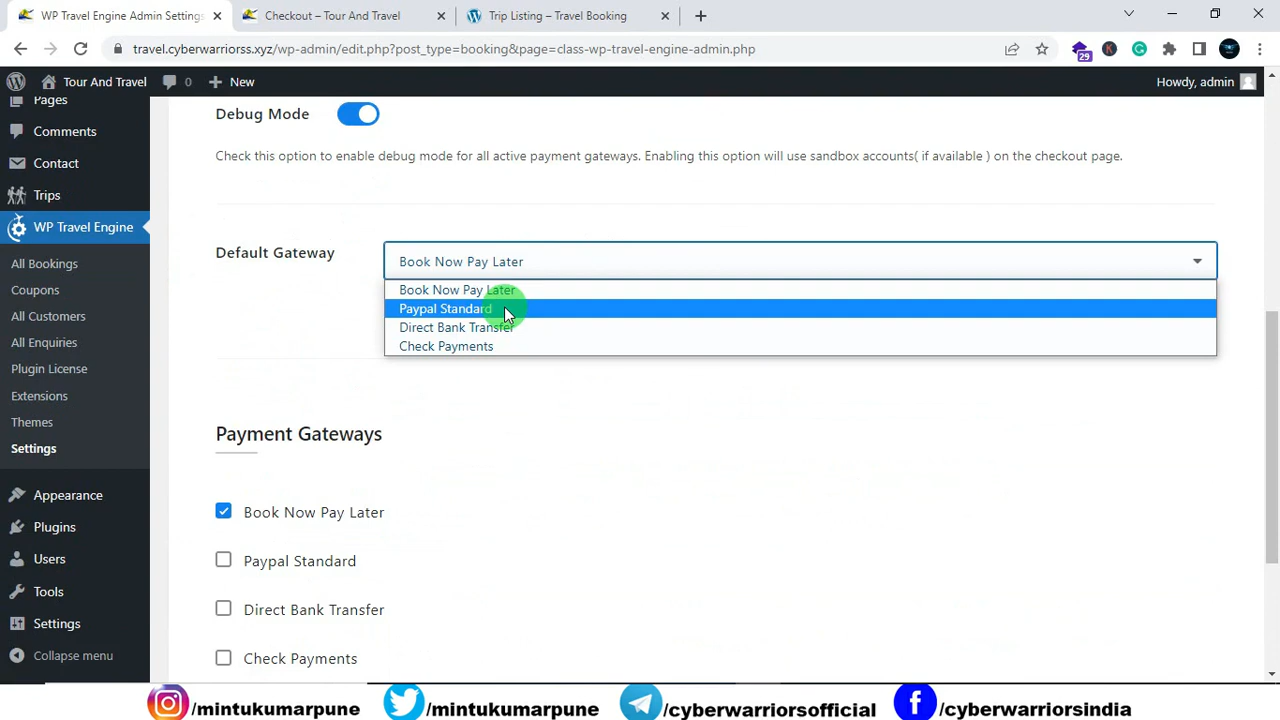 WP Travel Engine Admin Settings
Checkout – Tour And Travel
Trip Listing – Travel Booking
travel.cyberwarriorss.xyz/wp-admin/edit.php?post_type=booking&page=class-wp-travel-engine-admin.php
29
Tour And Travel
0
New
Howdy, admin
Pages
Comments
Contact
Trips
WP Travel Engine
All Bookings
Coupons
All Customers
All Enquiries
Plugin License
Extensions
Themes
Settings
Appearance
Plugins
Users
Tools
Settings
Collapse menu
Debug Mode
Check this option to enable debug mode for all active payment gateways. Enabling this option will use sandbox accounts( if available ) on the checkout page.
Default Gateway
Book Now Pay Later
Book Now Pay Later
Paypal Standard
Direct Bank Transfer
Check Payments
Payment Gateways
Book Now Pay Later
Paypal Standard
Direct Bank Transfer
Check Payments
/mintukumarpune
/mintukumarpune
/cyberwarriorsofficial
/cyberwarriorsindia